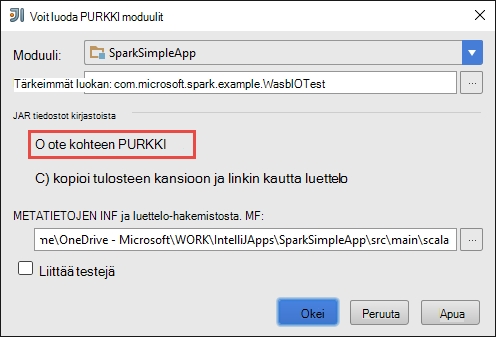 Voit luoda PURKKI moduulit
Moduuli: SparkSimpleApp
Tärkeimmät luokan: com.microsoft.spark.example.WasbIOTest ...
JAR tiedostot kirjastoista
O ote kohteen PURKKI
C) kopioi tulosteen kansioon ja linkin kautta luettelo
METATIETOJEN INF ja luettelo-hakemistosta. MF:
me\OneDrive - Microsoft\WORK\IntelliJApps\SparkSimpleApp\src\main\scala ...
Liittää testejä
Okei Peruuta Apua